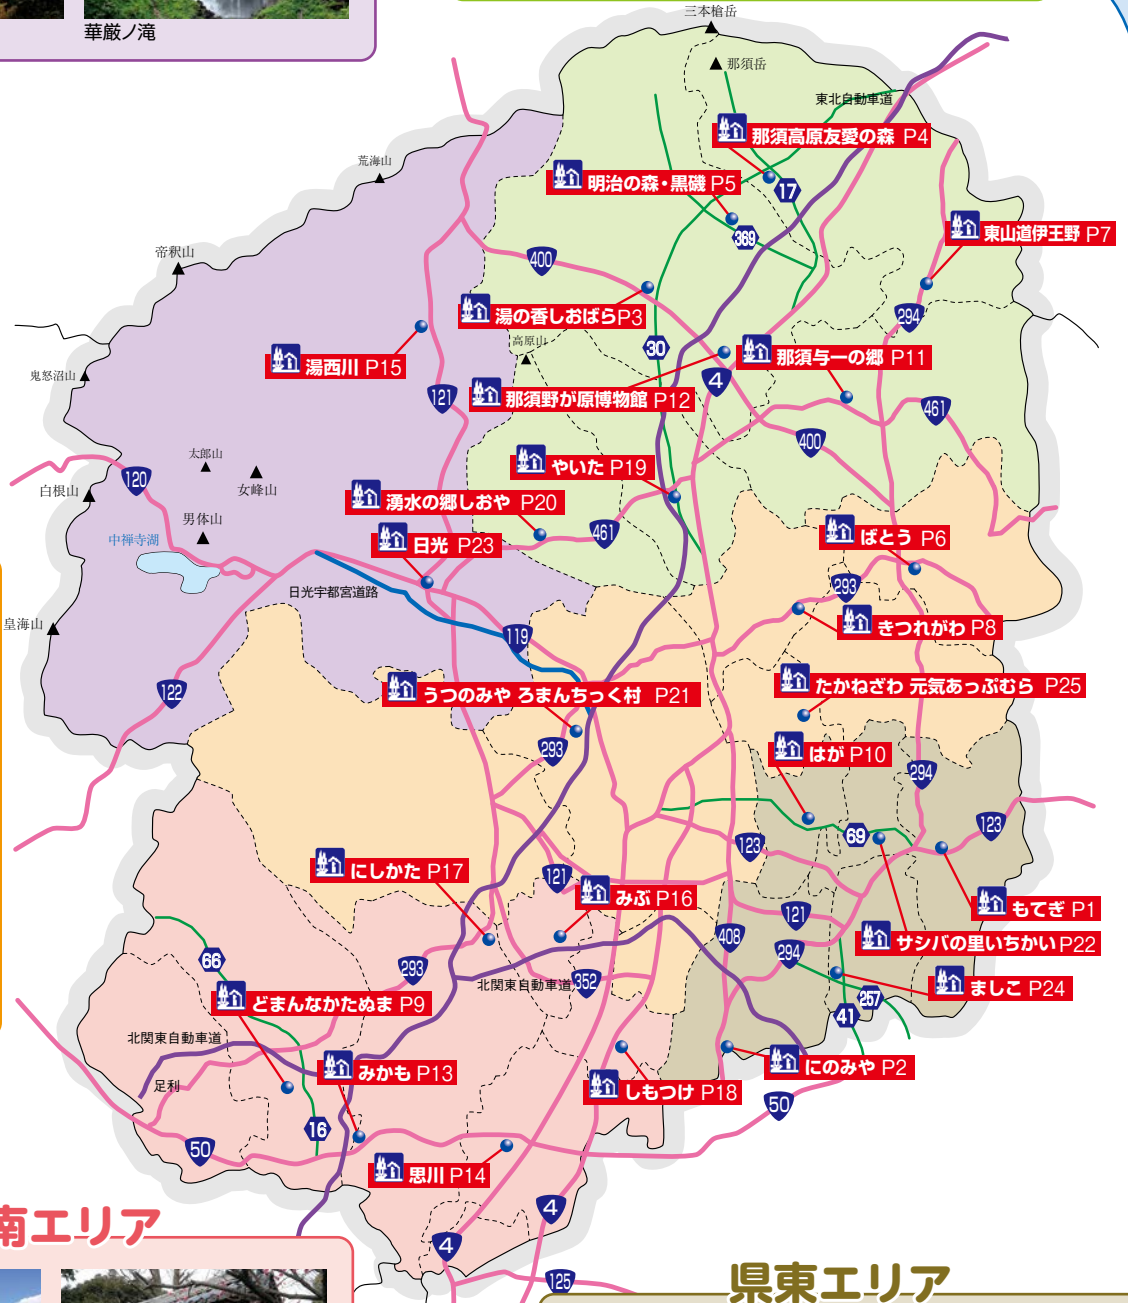 華厳ノ滝
三本槍岳
那須岳
東北自動車道
那須高原友愛の森 P4
荒海山
明治の森・黒磯 P5
17
369
東山道伊王野 P7
帝釈山
400
湯の香しおばらP3
294
高原山
30
那須与一の郷 P11
湯西川 P15
鬼怒沼山
121
4
那須野が原博物館 P12
461
400
太郎山
やいた P19
120
女峰山
白根山
湧水の郷しおや P20
男体山
461
ばとう P6
中禅寺湖
日光 P23
日光宇都宮道路
293
皇海山
119
きつれがわ P8
122
うつのみや ろまんちっく村 P21
たかねざわ 元気あっぷむら P25
293
はが P10
294
123
69
123
にしかた P17
121
みぶ P16
もてぎ P1
121
408
サシバの里いちかい P22
294
66
293
北関東自動車道
352
ましこ P24
257
41
どまんなかたぬま P9
北関東自動車道
みかも P13
にのみや P2
足利
しもつけ P18
50
16
50
思川 P14
4
4
125
南エリア
県東エリア